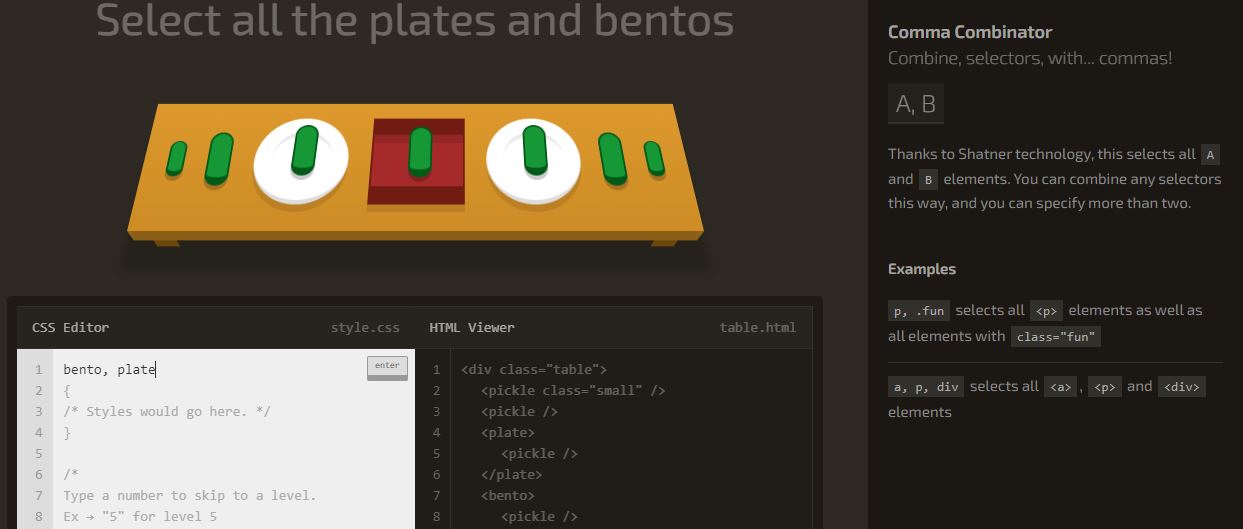 Select all the plates and bentos
CSS Editor style.css
1 bento, plate enter
2 {
3 /* Styles would go here. */
4 }
5
6 /*
7 Type a number to skip to a level.
8 Ex → "5" for level 5
HTML Viewer table.html
1 <div class="table">
2 <pickle class="small" />
3 <pickle />
4 <plate>
5 <pickle />
6 </plate>
7 <bento>
8 <pickle />
Comma Combinator
Combine, selectors, with... commas!
A, B
Thanks to Shatner technology, this selects all A
and B elements. You can combine any selectors
this way, and you can specify more than two.
Examples
p, .fun selects all <p> elements as well as
all elements with class="fun"
a, p, div selects all <a>, <p> and <div>
elements